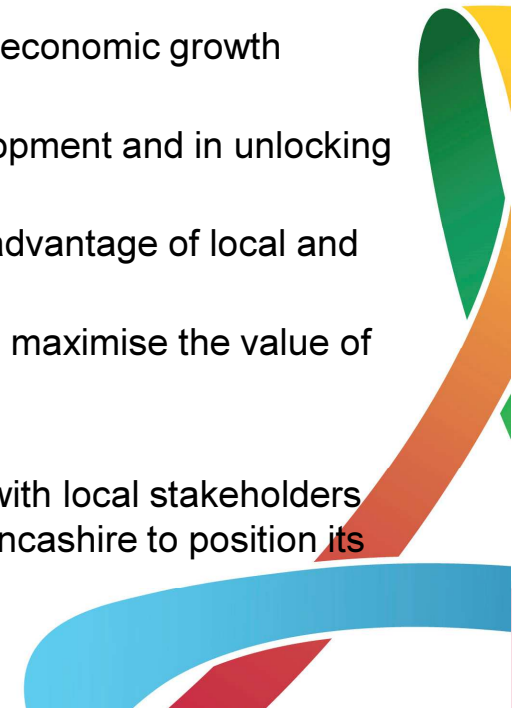 economic growth
opment and in unlocking
advantage of local and
maximise the value of
with local stakeholders
ncashire to position its